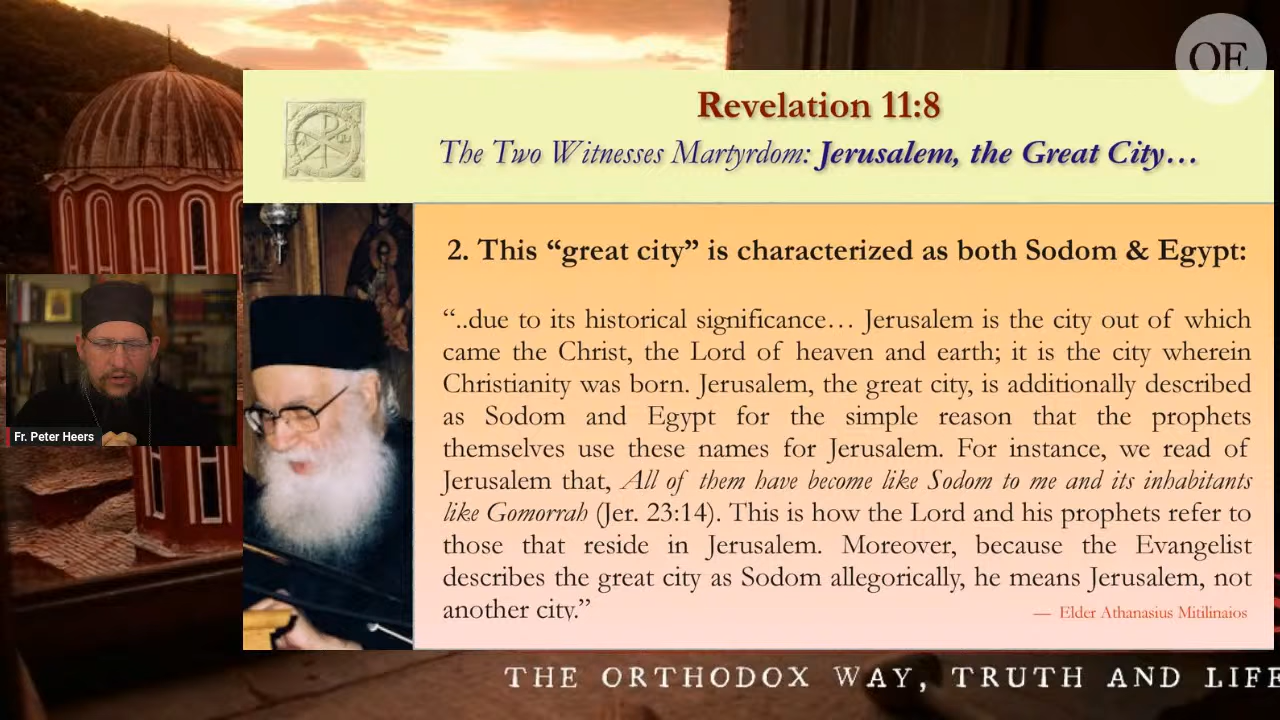 OE
Revelation 11:8
The Two Witnesses Martyrdom: Jerusalem, the Great City…
2. This “great city” is characterized as both Sodom & Egypt:
“..due to its historical significance… Jerusalem is the city out of which
came the Christ, the Lord of heaven and earth; it is the city wherein
Christianity was born. Jerusalem, the great city, is additionally described
as Sodom and Egypt for the simple reason that the prophets
themselves use these names for Jerusalem. For instance, we read of
Jerusalem that, All of them have become like Sodom to me and its inhabitants
like Gomorrah (Jer. 23:14). This is how the Lord and his prophets refer to
those that reside in Jerusalem. Moreover, because the Evangelist
describes the great city as Sodom allegorically, he means Jerusalem, not
another city.”
— Elder Athanasius Mitilinaios
Fr. Peter Heers
THE ORTHODOX WAY, TRUTH AND LIFE